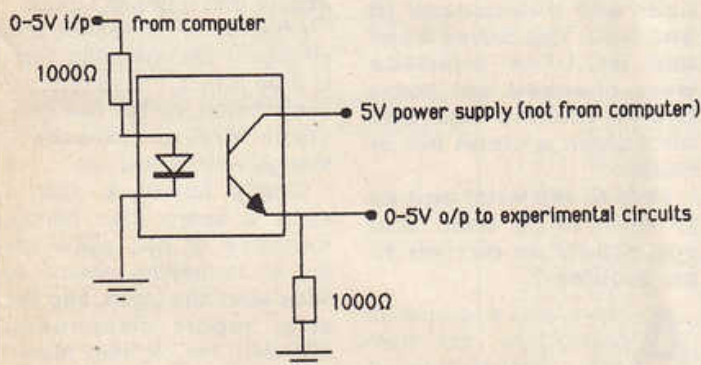 0-5V i/p from computer
1000Ω
5V power supply (not from computer)
0-5V o/p to experimental circuits
1000Ω